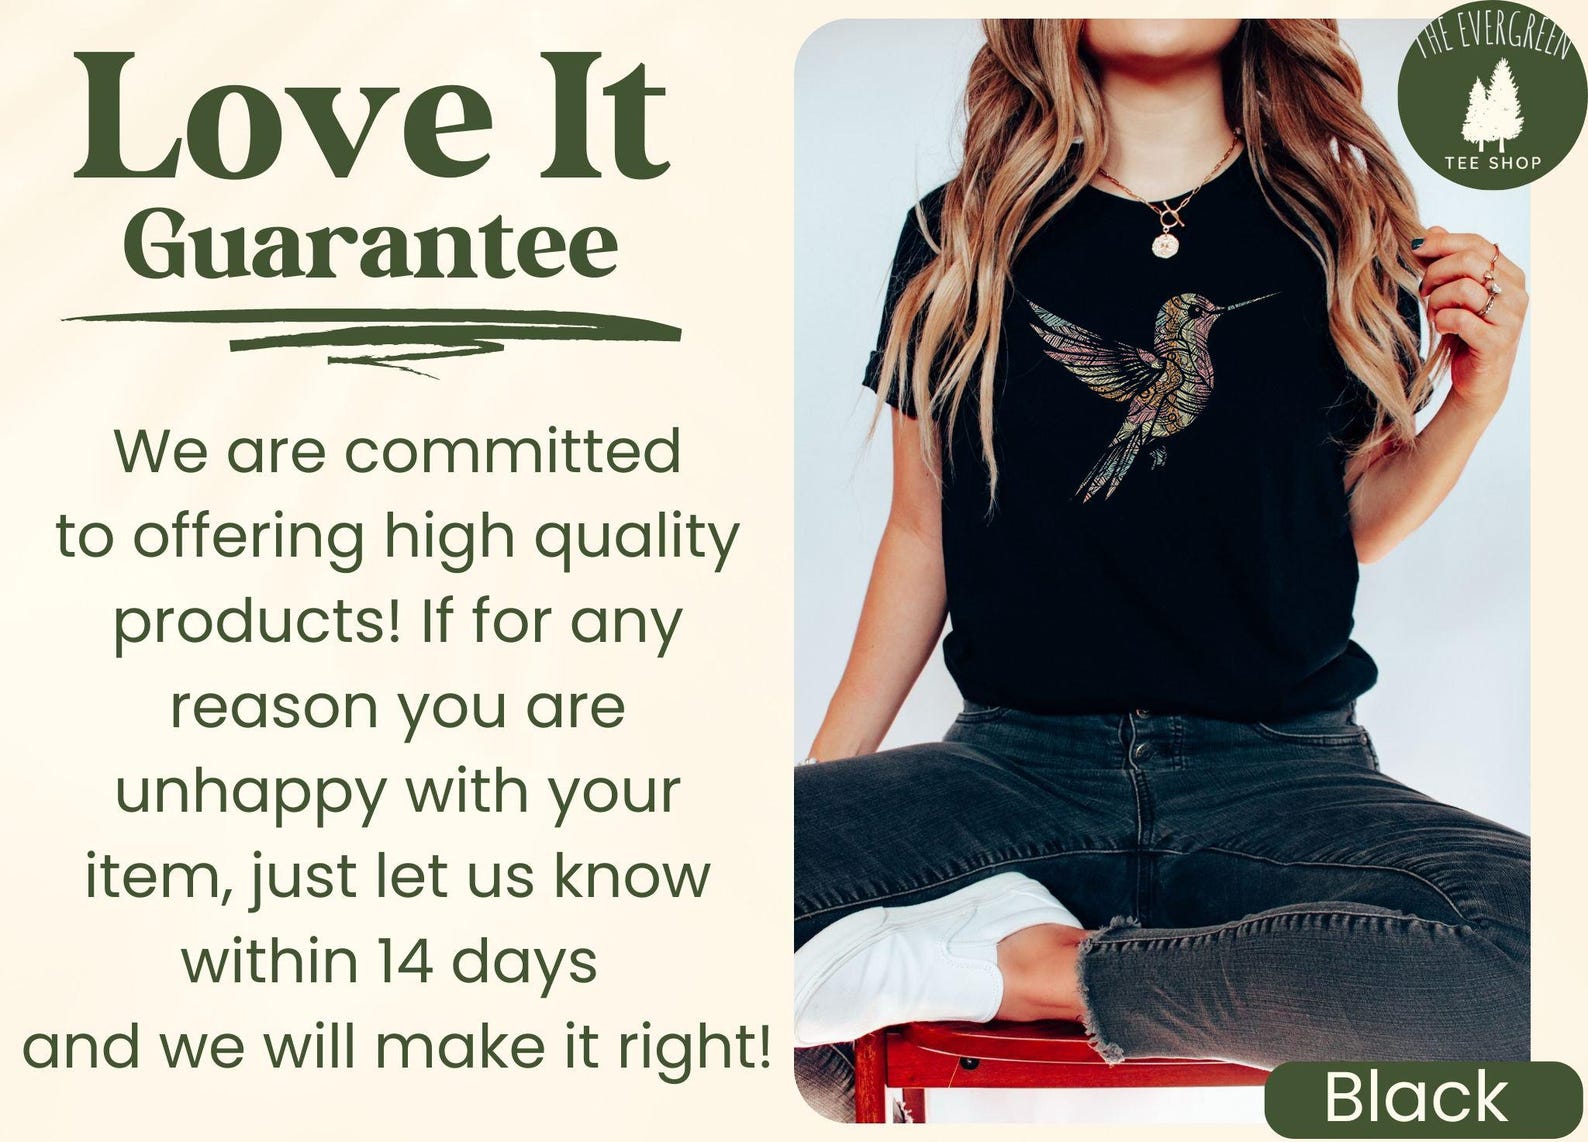 Love It
Guarantee
We are committed
to offering high quality
products! If for any
reason you are
unhappy with your
item, just let us know
within 14 days
and we will make it right!
THE EVERGREEN
TEE SHOP
Black